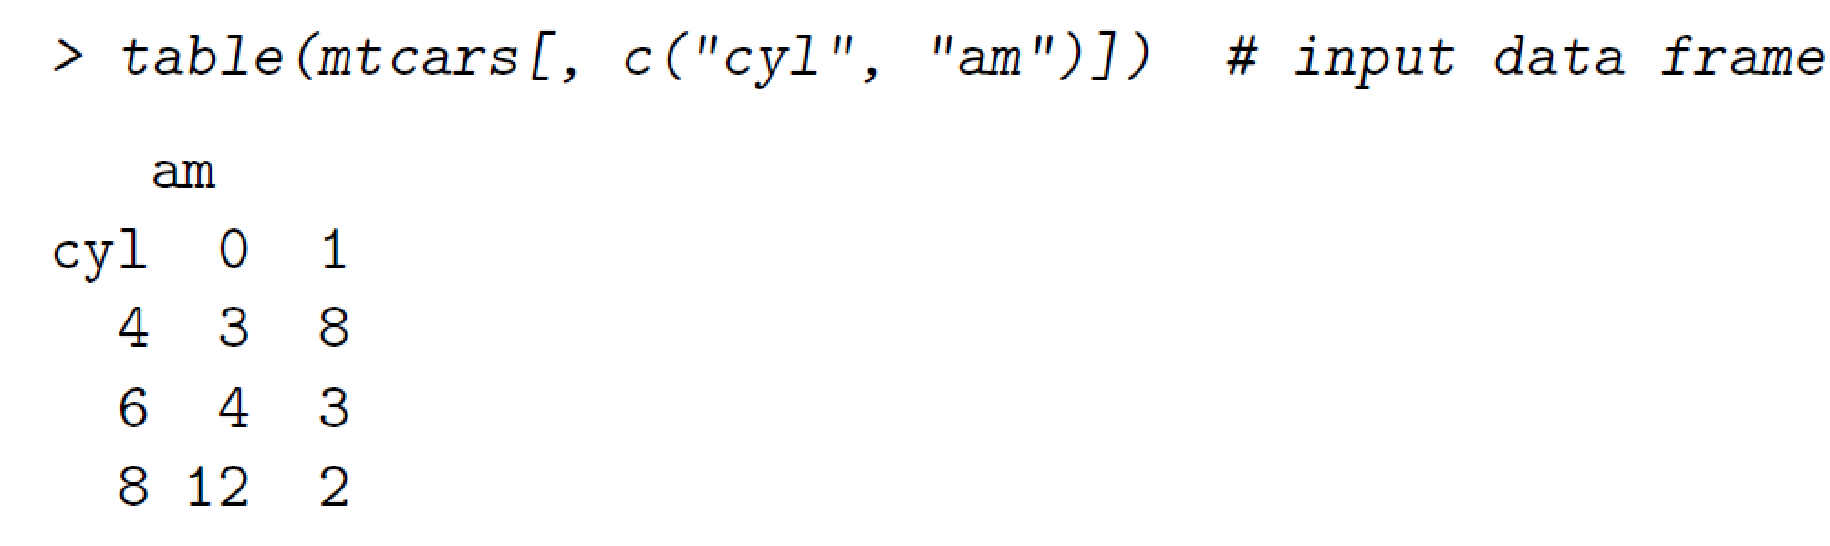 > table(mtcars[, c("cyl", "am")])  # input data frame
   am
cyl  0  1
  4  3  8
  6  4  3
  8 12  2